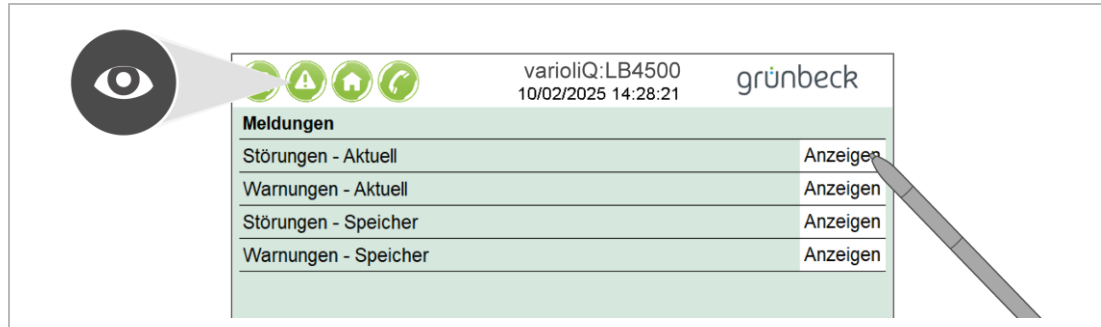 varioliQ:LB4500
10/02/2025 14:28:21
grünbeck
Meldungen
Störungen - Aktuell Anzeigen
Warnungen - Aktuell Anzeigen
Störungen - Speicher Anzeigen
Warnungen - Speicher Anzeigen